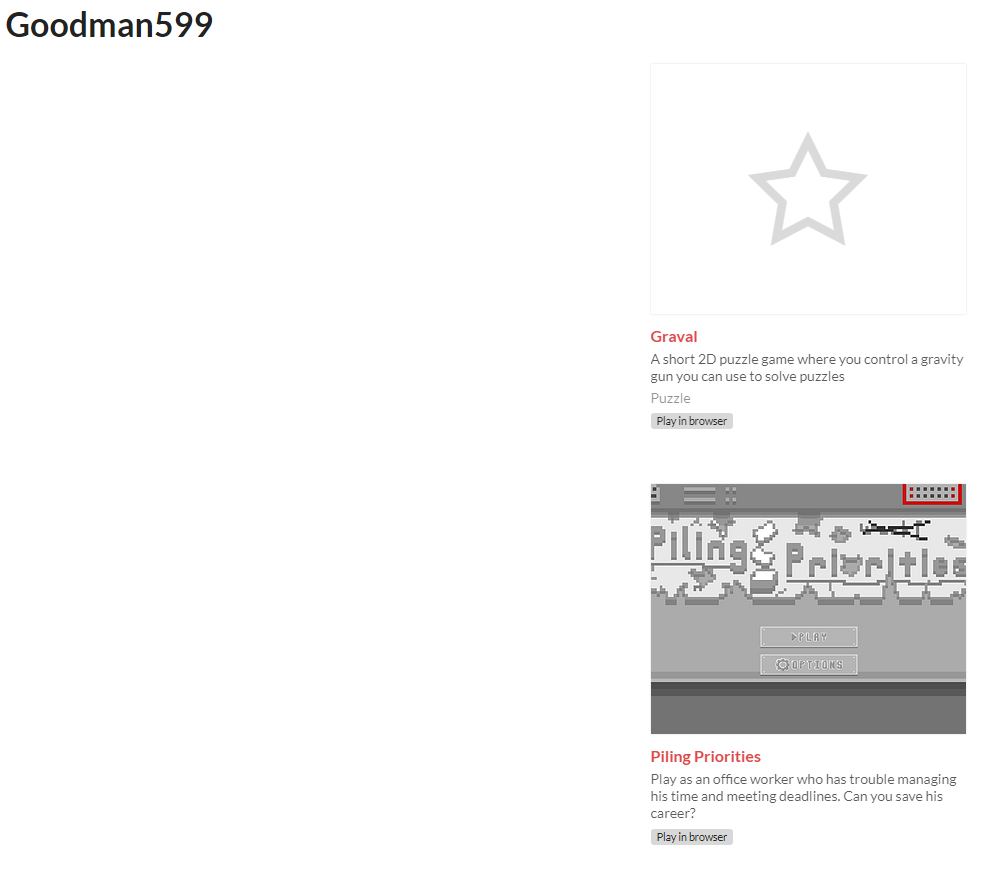 Goodman599
Graval
A short 2D puzzle game where you control a gravity
gun you can use to solve puzzles
Puzzle
Play in browser
Piling Priorities
PLAY
OPTIONS
Piling Priorities
Play as an office worker who has trouble managing
his time and meeting deadlines. Can you save his
career?
Play in browser